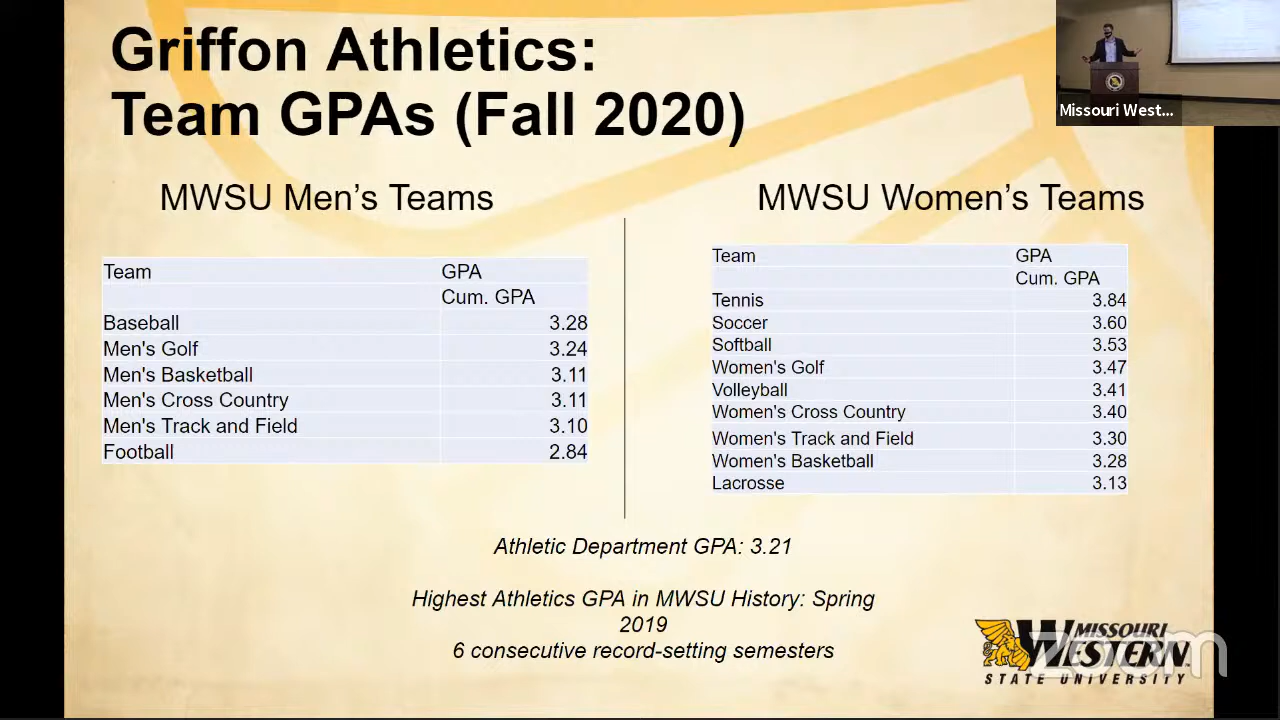 Griffon Athletics:
Team GPAs (Fall 2020)
Missouri West...
MWSU Men’s Teams
Team GPA
Cum. GPA
Baseball 3.28
Men's Golf 3.24
Men's Basketball 3.11
Men's Cross Country 3.11
Men's Track and Field 3.10
Football 2.84
MWSU Women’s Teams
Team GPA
Cum. GPA
Tennis 3.84
Soccer 3.60
Softball 3.53
Women's Golf 3.47
Volleyball 3.41
Women's Cross Country 3.40
Women's Track and Field 3.30
Women's Basketball 3.28
Lacrosse 3.13
Athletic Department GPA: 3.21
Highest Athletics GPA in MWSU History: Spring
2019
6 consecutive record-setting semesters
MISSOURI
WESTERN
STATE UNIVERSITY
zoom